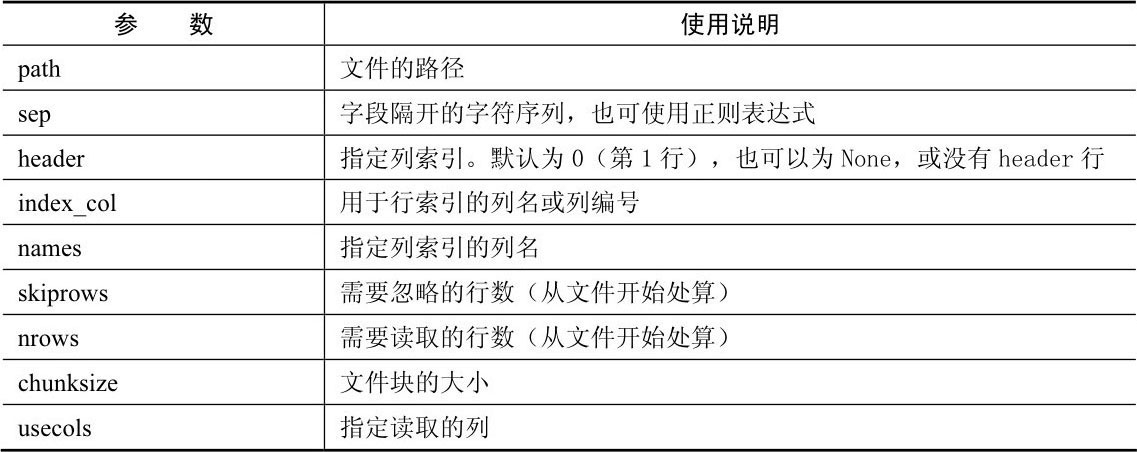 参 数 使用说明
path 文件的路径
sep 字段隔开的字符序列，也可使用正则表达式
header 指定列索引。默认为 0（第 1 行），也可以为 None，或没有 header 行
index_col 用于行索引的列名或列编号
names 指定列索引的列名
skiprows 需要忽略的行数（从文件开始处算）
nrows 需要读取的行数（从文件开始处算）
chunksize 文件块的大小
usecols 指定读取的列